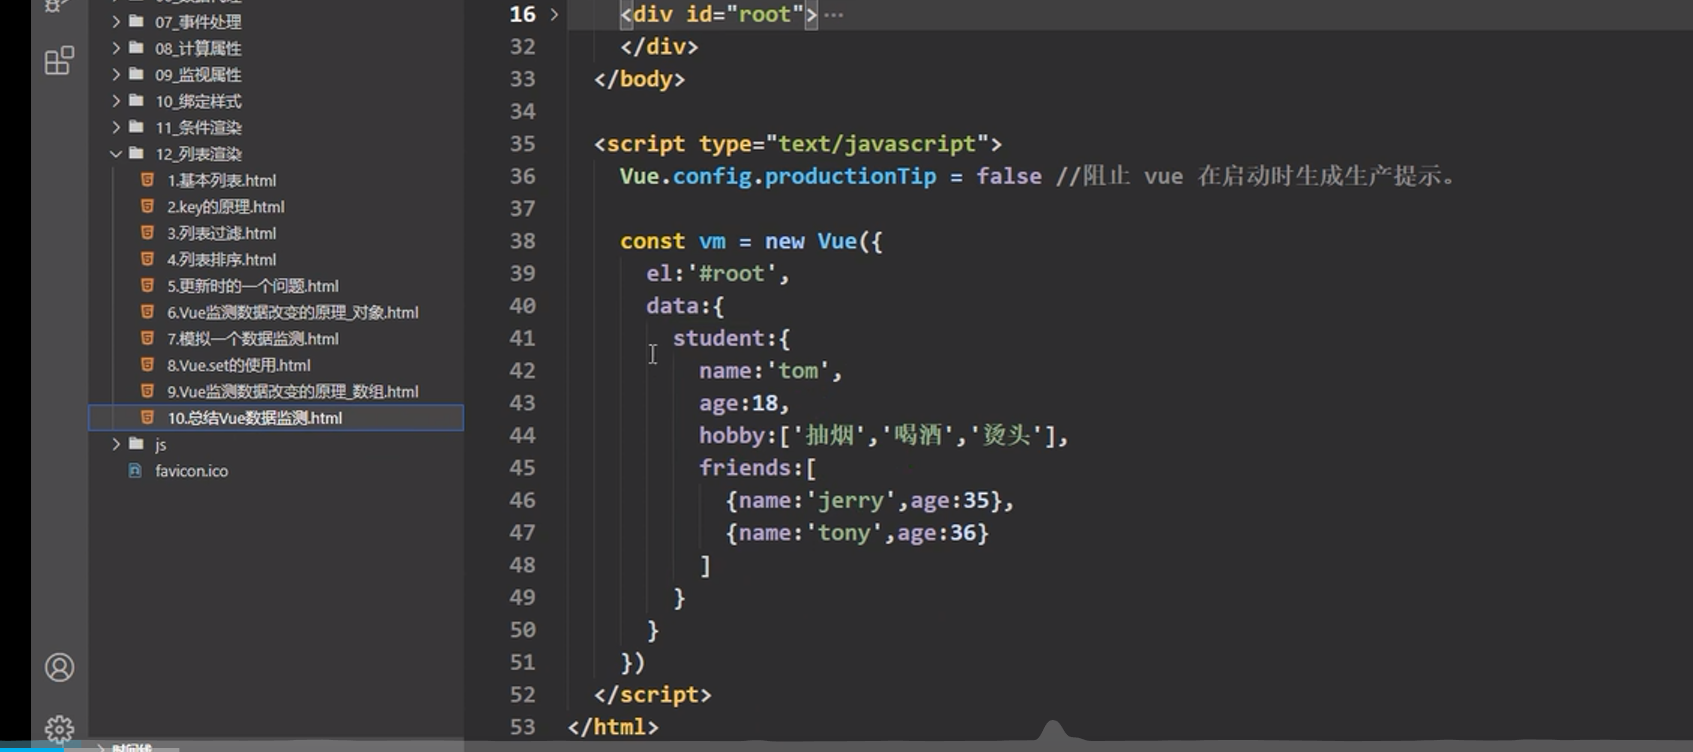 07_事件处理
08_计算属性
09_监视属性
10_绑定样式
11_条件渲染
12_列表渲染
1.基本列表.html
2.key的原理.html
3.列表过滤.html
4.列表排序.html
5.更新时的一个问题.html
6.Vue监测数据改变的原理_对象.html
7.模拟一个数据监测.html
8.Vue.set的使用.html
9.Vue监测数据改变的原理_数组.html
10.总结Vue数据监测.html
js
favicon.ico
16 <div id="root">…
32 </div>
33 </body>
34
35 <script type="text/javascript">
36 Vue.config.productionTip = false //阻止 vue 在启动时生成生产提示。
37
38 const vm = new Vue({
39 el:'#root',
40 data:{
41 student:{
42 name:'tom',
43 age:18,
44 hobby:['抽烟','喝酒','烫头'],
45 friends:[
46 {name:'jerry',age:35},
47 {name:'tony',age:36}
48 ]
49 }
50 }
51 })
52 </script>
53 </html>